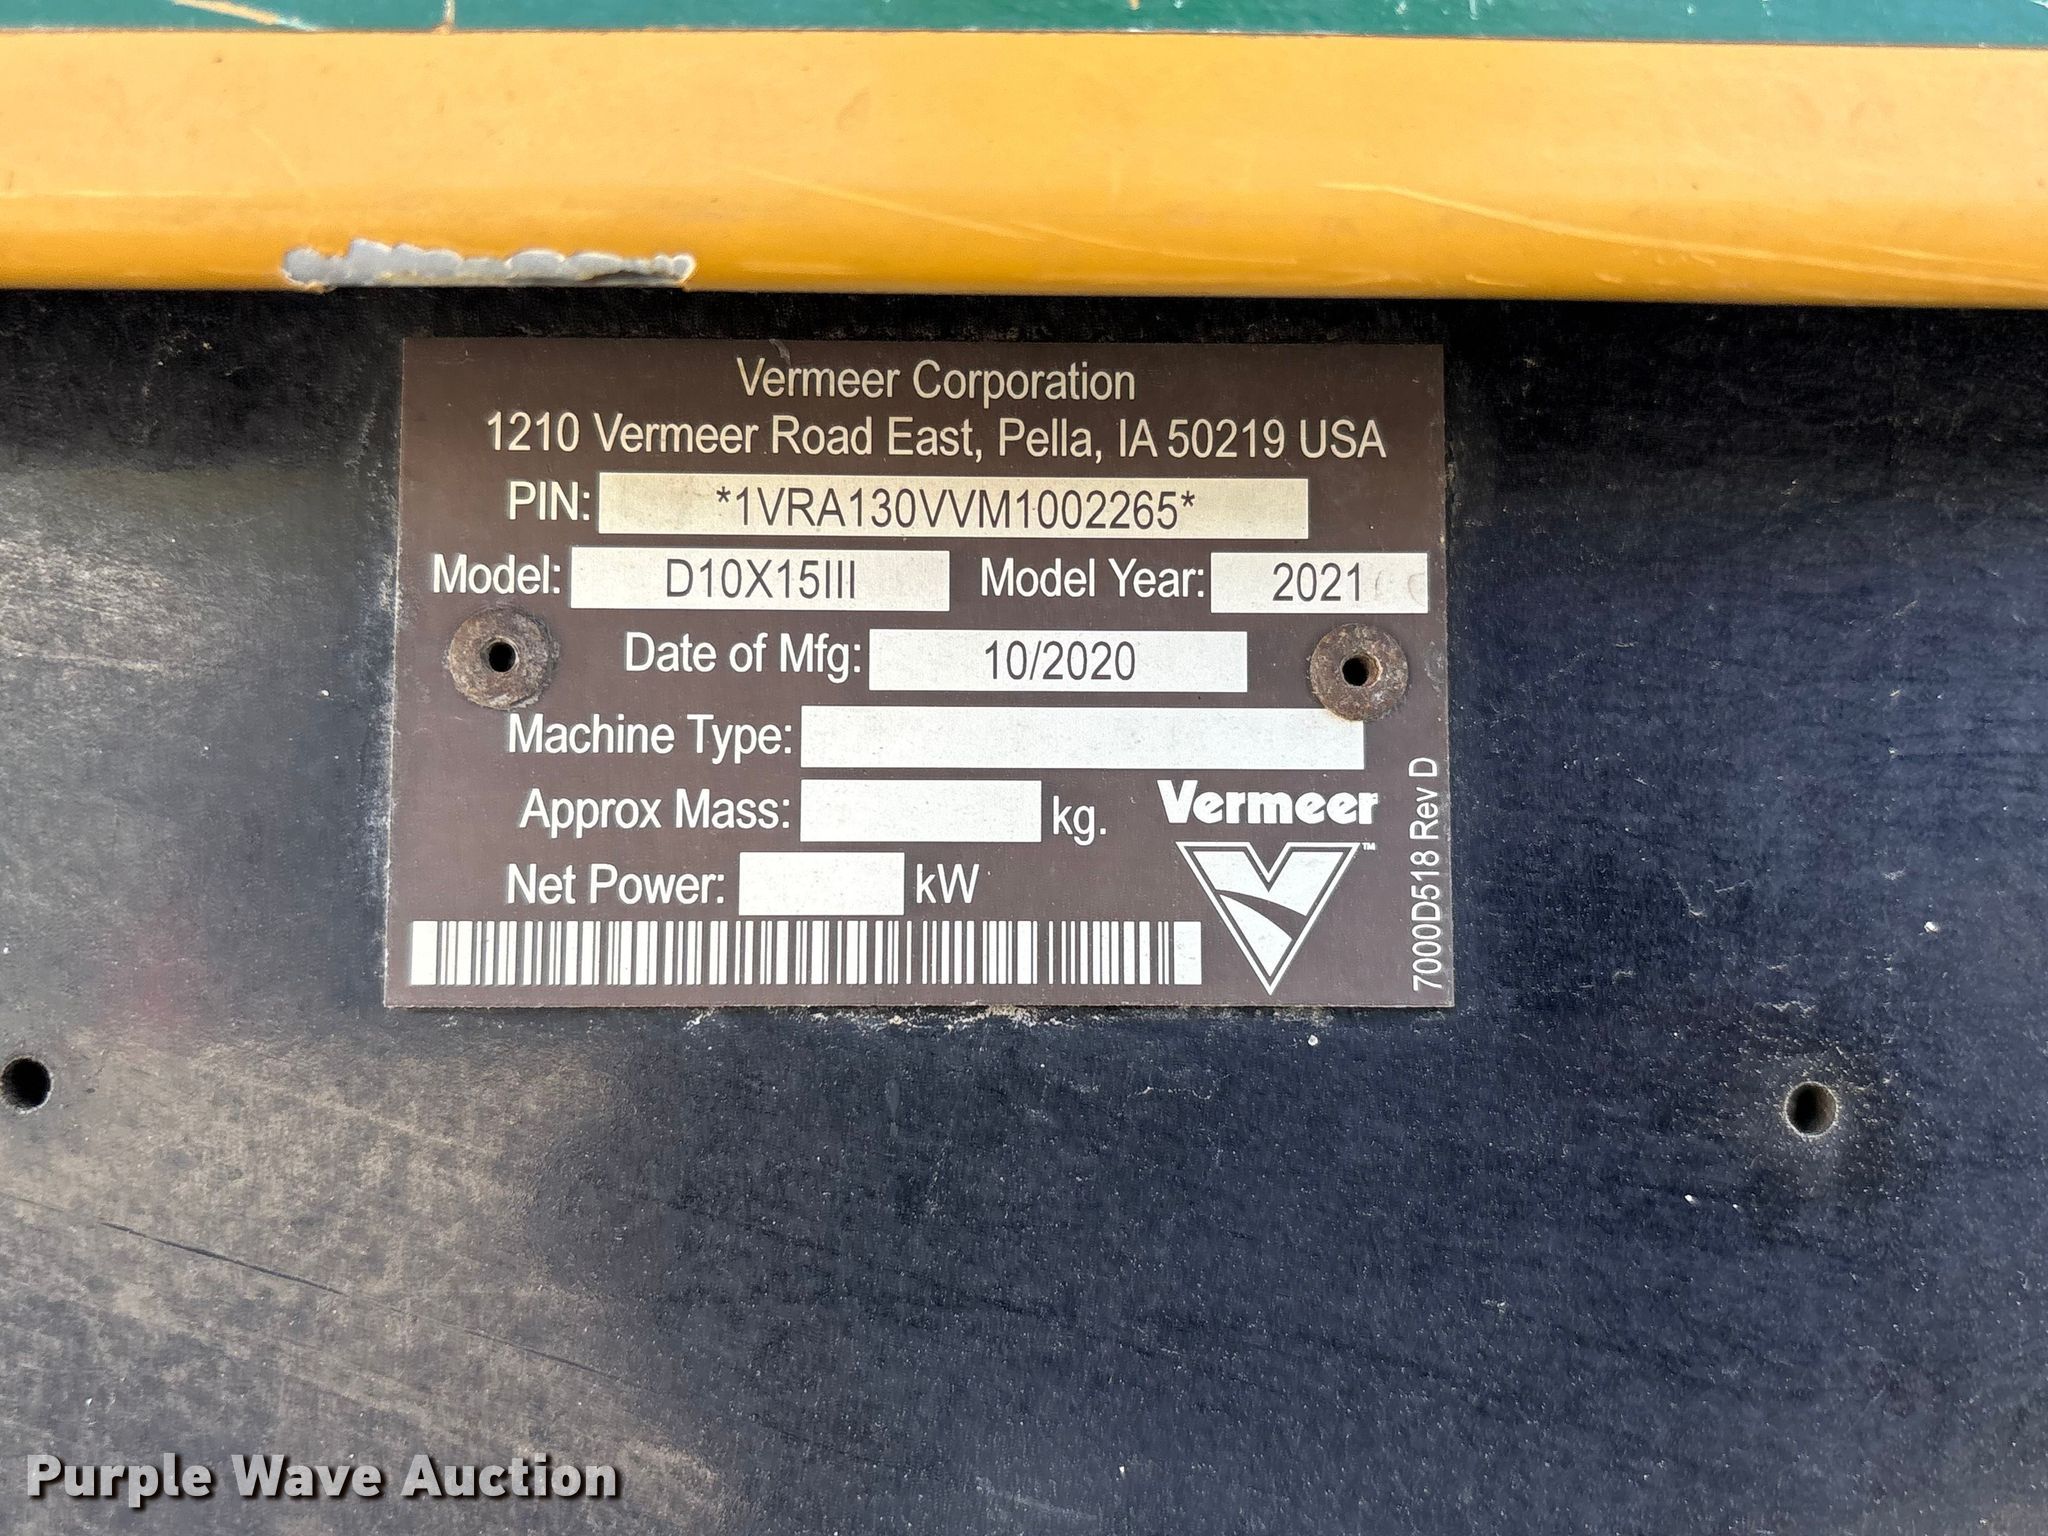 Vermeer Corporation
1210 Vermeer Road East, Pella, IA 50219 USA
PIN: *1VRA130VVM1002265*
Model: D10X15III Model Year: 2021
Date of Mfg: 10/2020
Machine Type:
Approx Mass: kg.
Net Power: kW
Vermeer
™
7000D518 Rev D
Purple Wave Auction